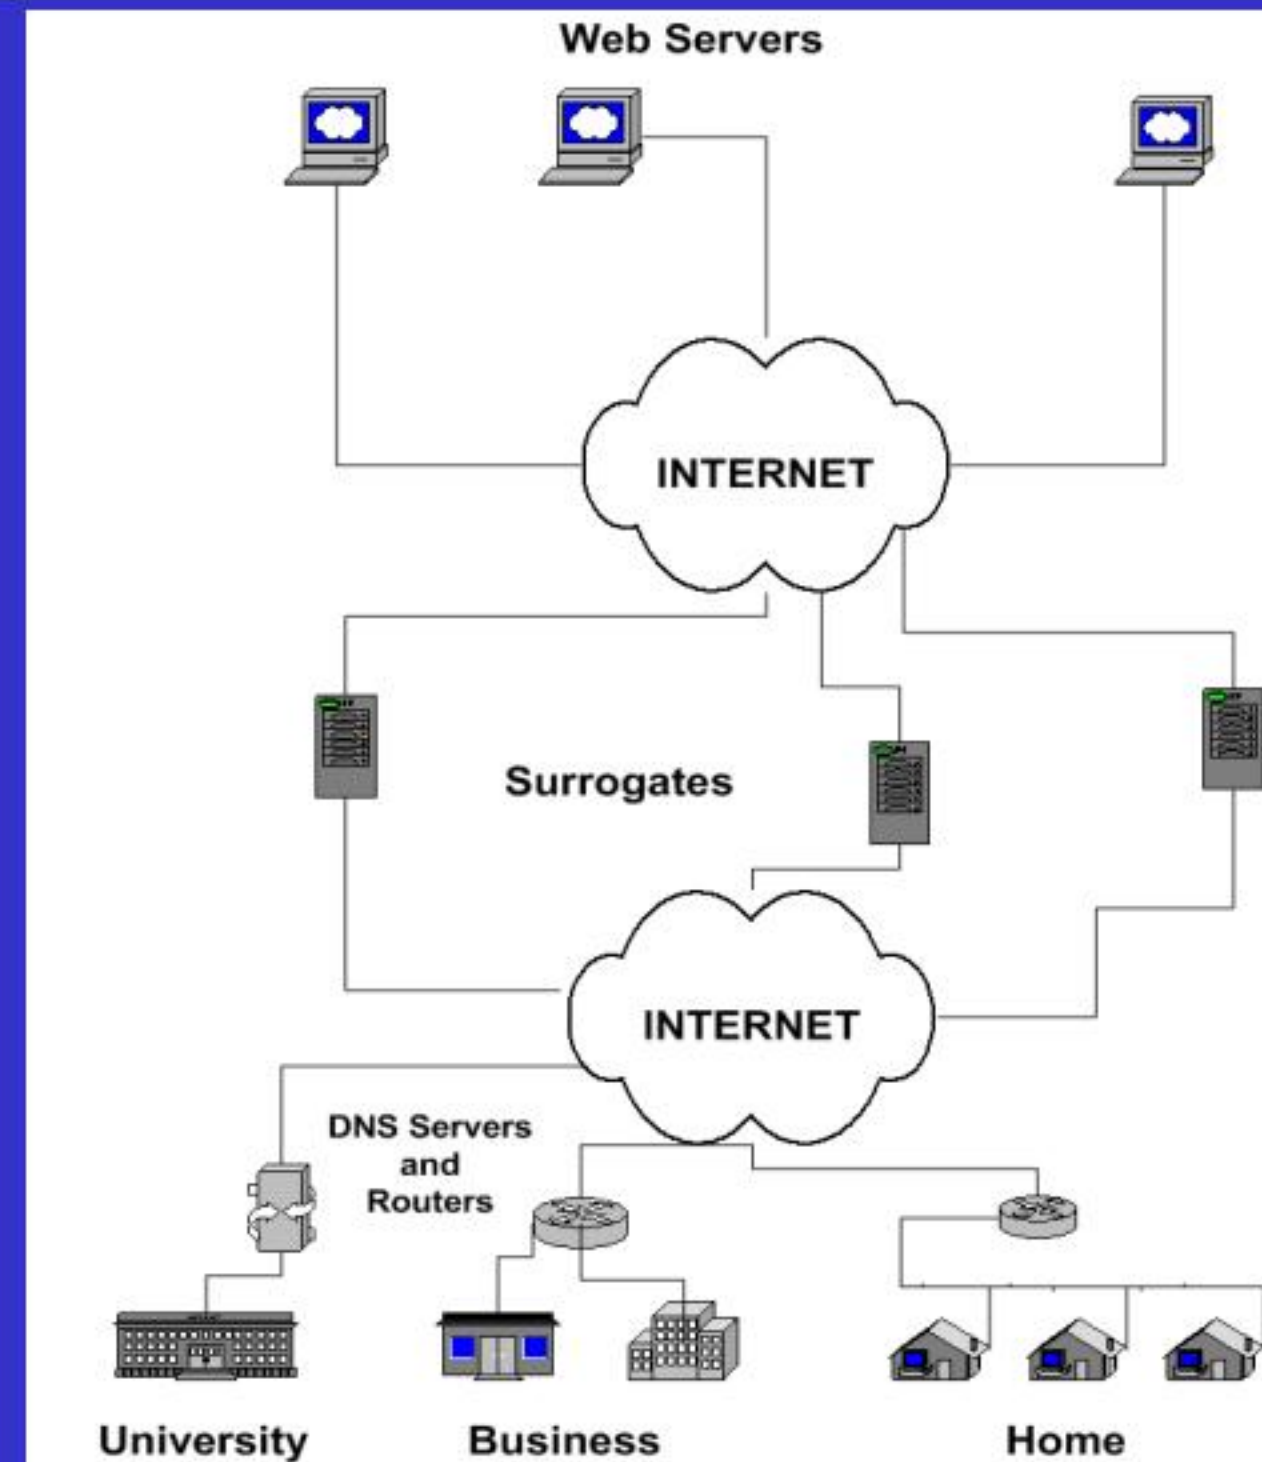 Web Servers
INTERNET
Surrogates
INTERNET
DNS Servers
and
Routers
University
Business
Home